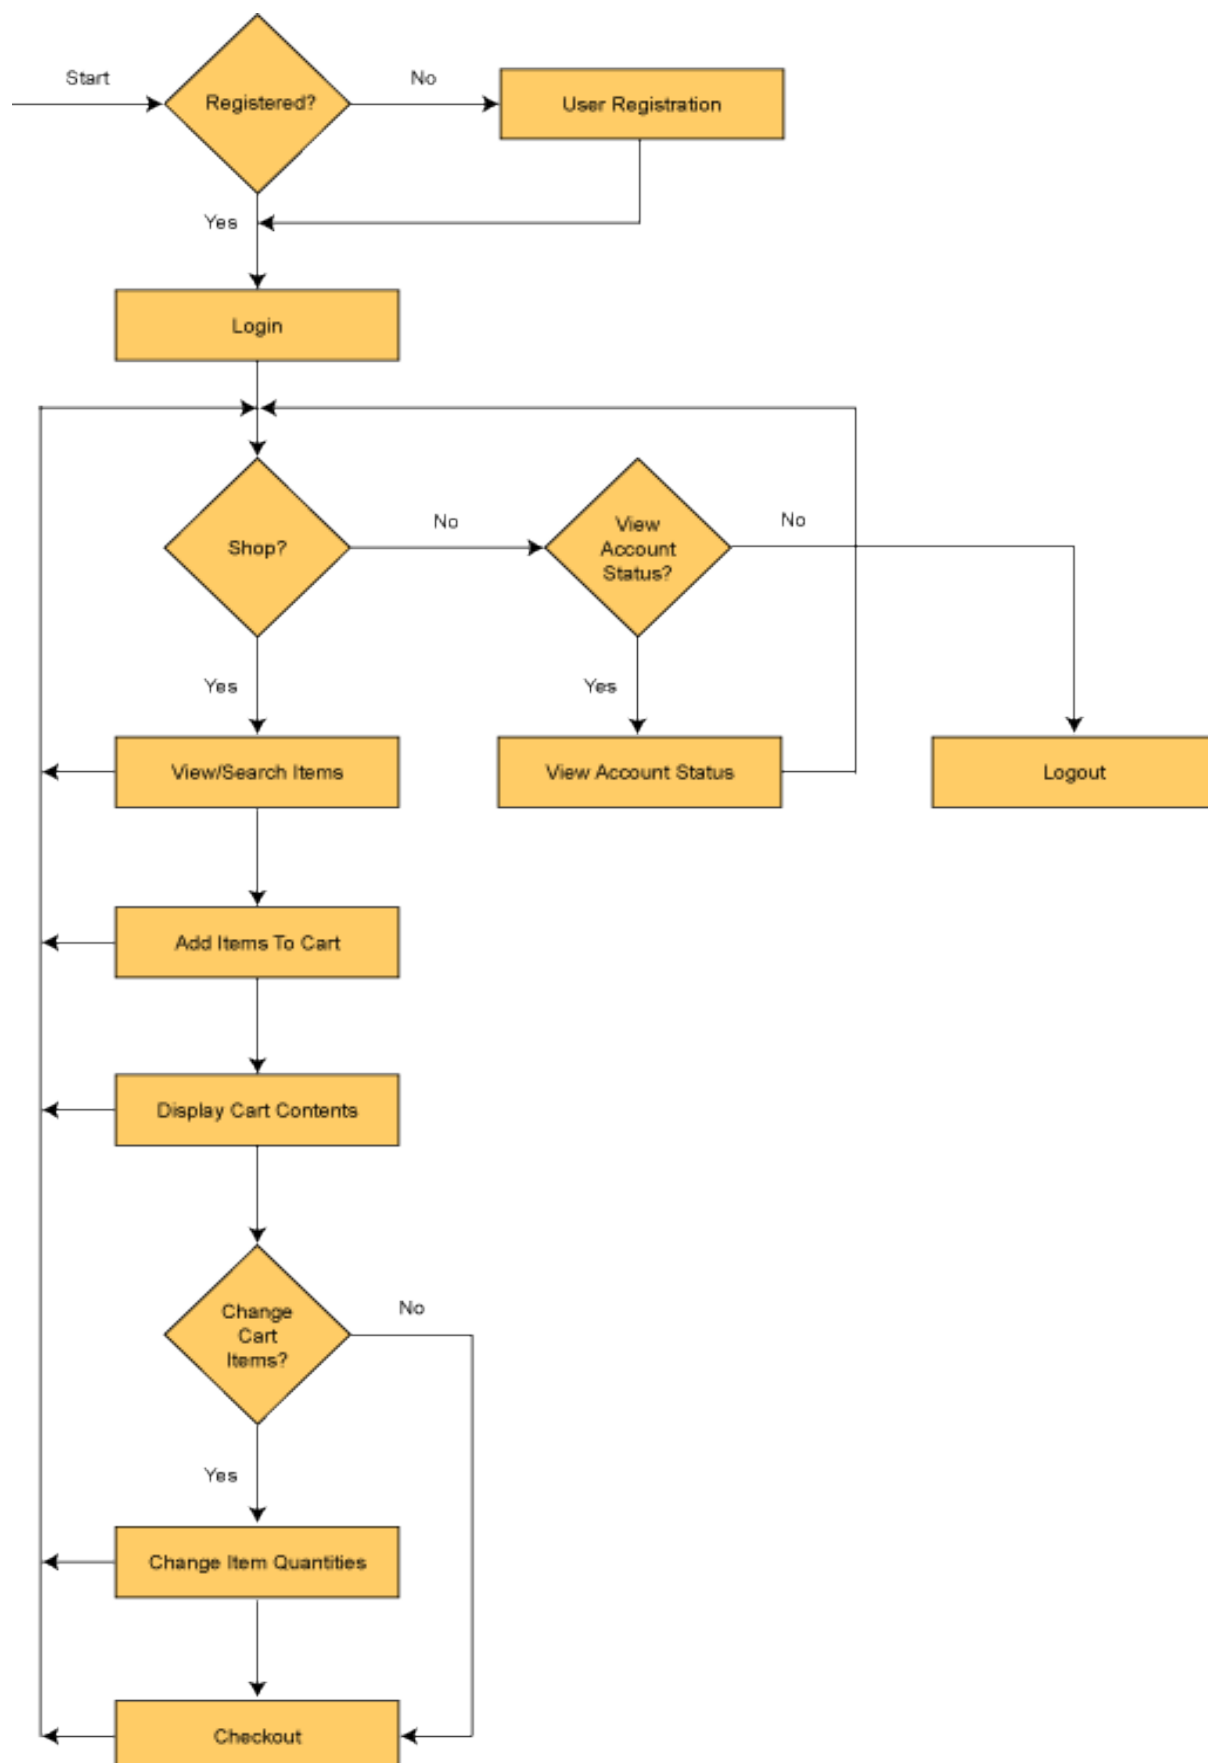 Start
Registered?
No
User Registration
Yes
Login
Shop?
No
View
Account
Status?
No
Yes
Yes
View/Search Items
View Account Status
Logout
Add Items To Cart
Display Cart Contents
Change
Cart
Items?
No
Yes
Change Item Quantities
Checkout